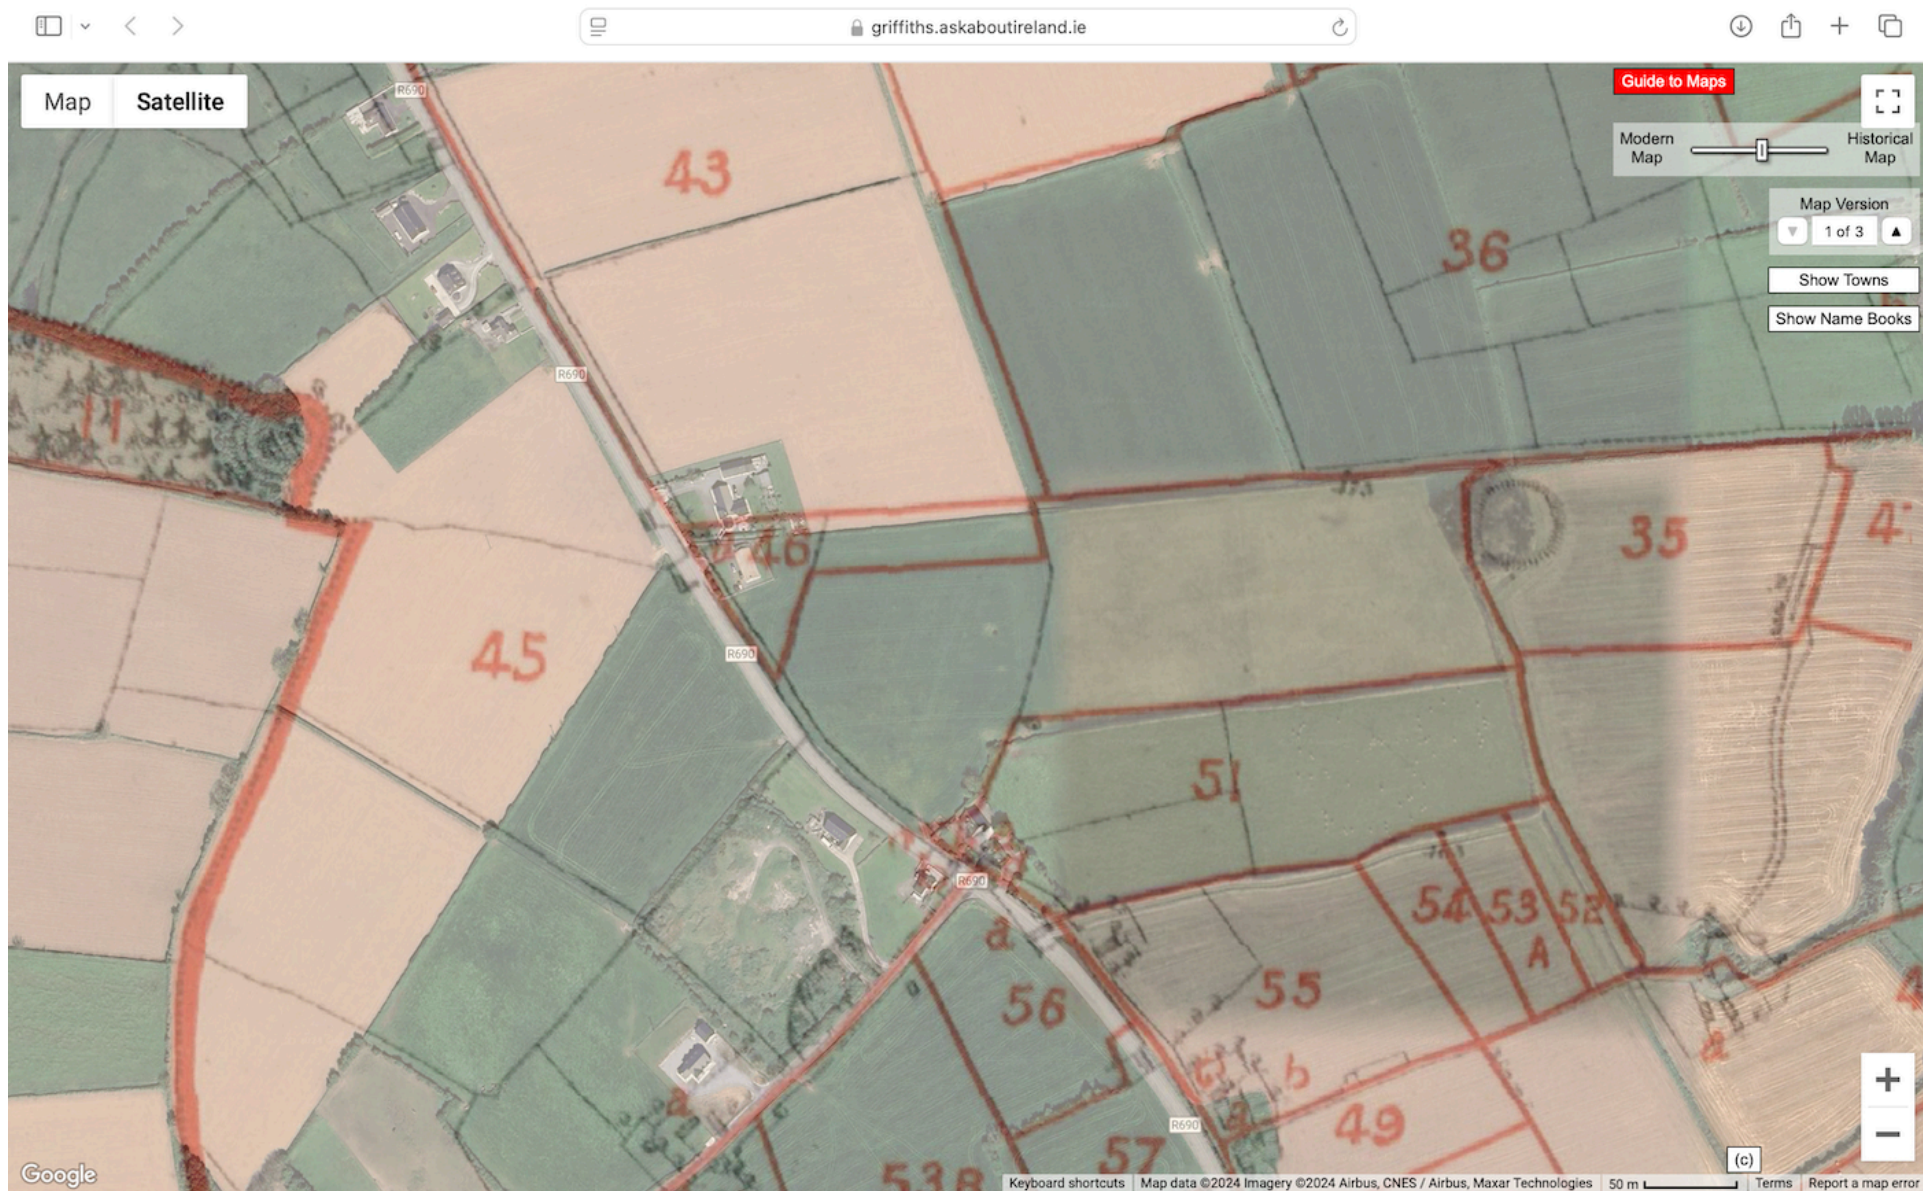 griffiths.askaboutireland.ie
Map
Satellite
Guide to Maps
Modern Map
Historical Map
Map Version
1 of 3
Show Towns
Show Name Books
R690
43
36
R690
11
46
35
45
R690
51
R690
54
53
52
A
a
55
56
a
b
a
a
49
a
R690
57
53B
Google
(c)
Keyboard shortcuts
Map data ©2024 Imagery ©2024 Airbus, CNES / Airbus, Maxar Technologies
50 m
Terms
Report a map error